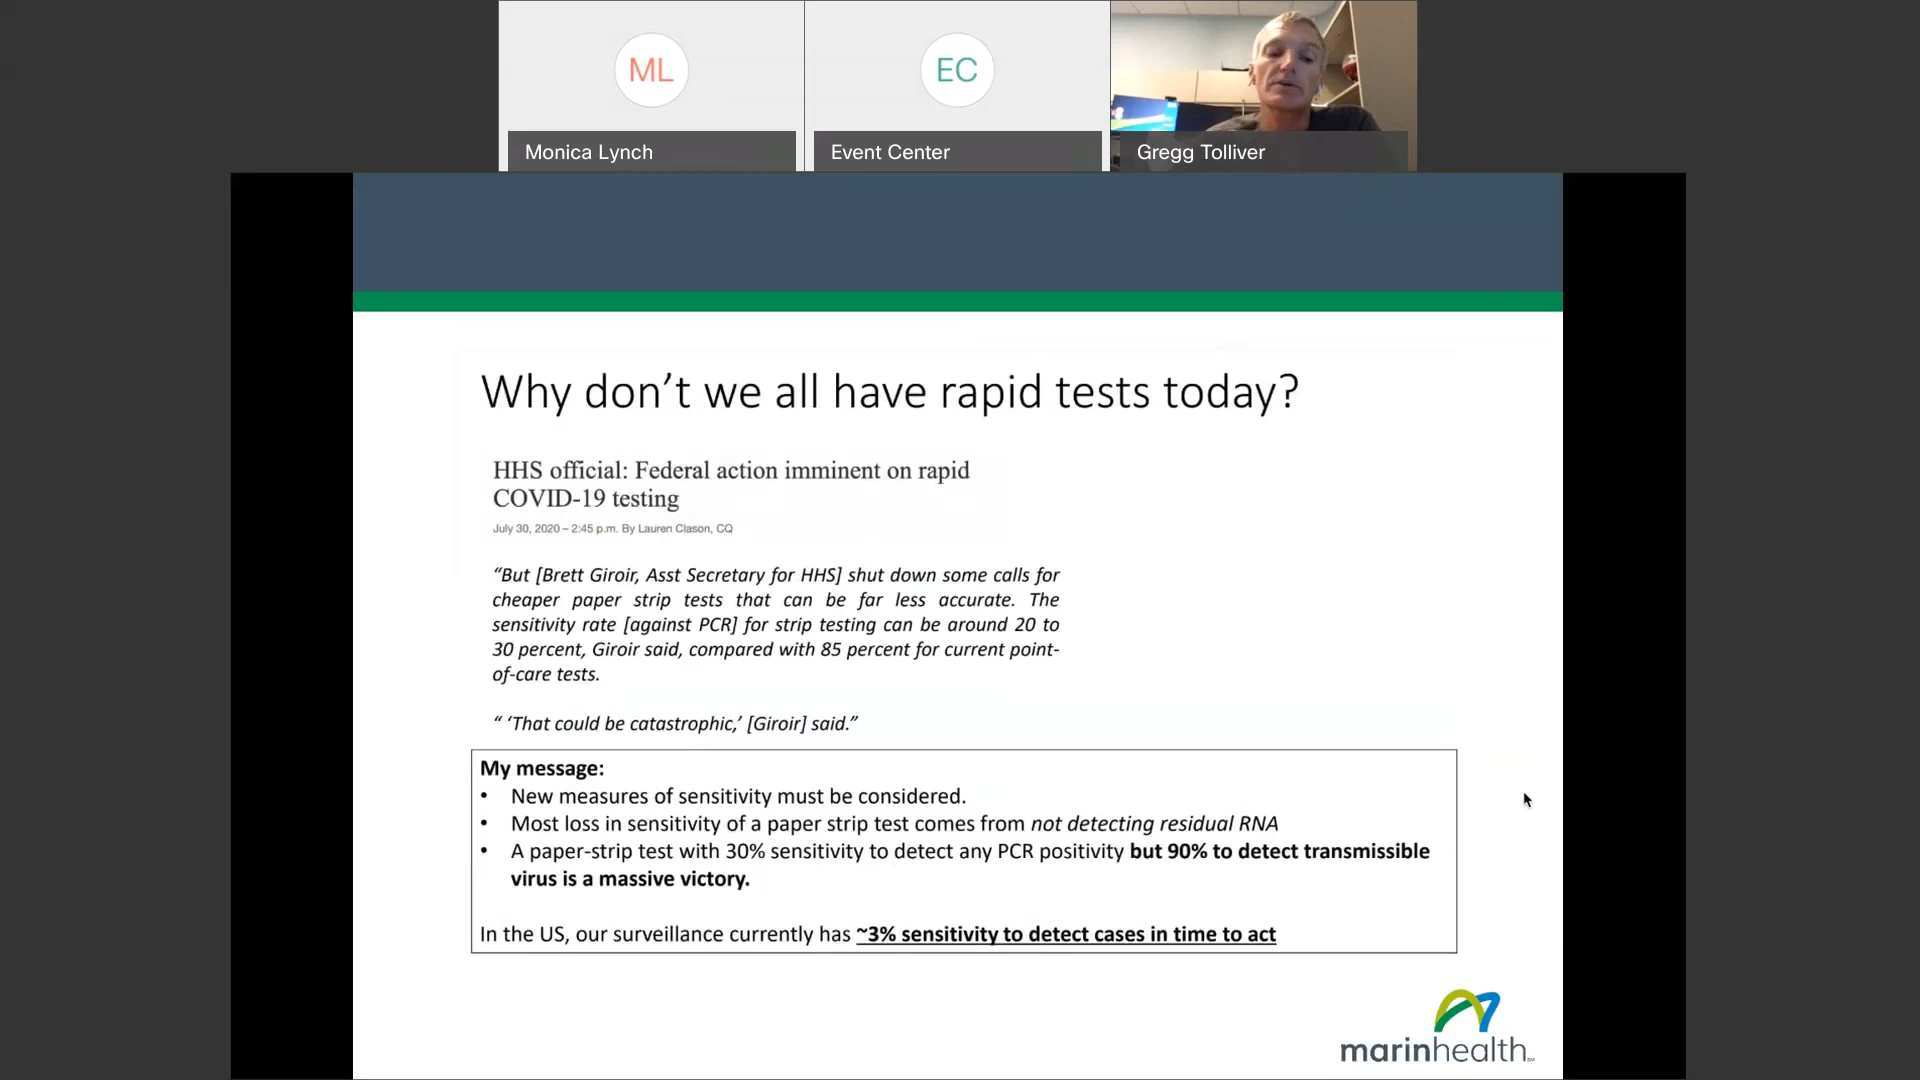 ML
EC
Monica Lynch
Event Center
Gregg Tolliver
Why don’t we all have rapid tests today?
HHS official: Federal action imminent on rapid
COVID-19 testing
July 30, 2020 – 2:45 p.m. By Lauren Clason, CQ
“But [Brett Giroir, Asst Secretary for HHS] shut down some calls for
cheaper paper strip tests that can be far less accurate. The
sensitivity rate [against PCR] for strip testing can be around 20 to
30 percent, Giroir said, compared with 85 percent for current point-
of-care tests.
“ ‘That could be catastrophic,’ [Giroir] said.”
My message:
• New measures of sensitivity must be considered.
• Most loss in sensitivity of a paper strip test comes from not detecting residual RNA
• A paper-strip test with 30% sensitivity to detect any PCR positivity but 90% to detect transmissible
virus is a massive victory.
In the US, our surveillance currently has ~3% sensitivity to detect cases in time to act
marinhealth℠